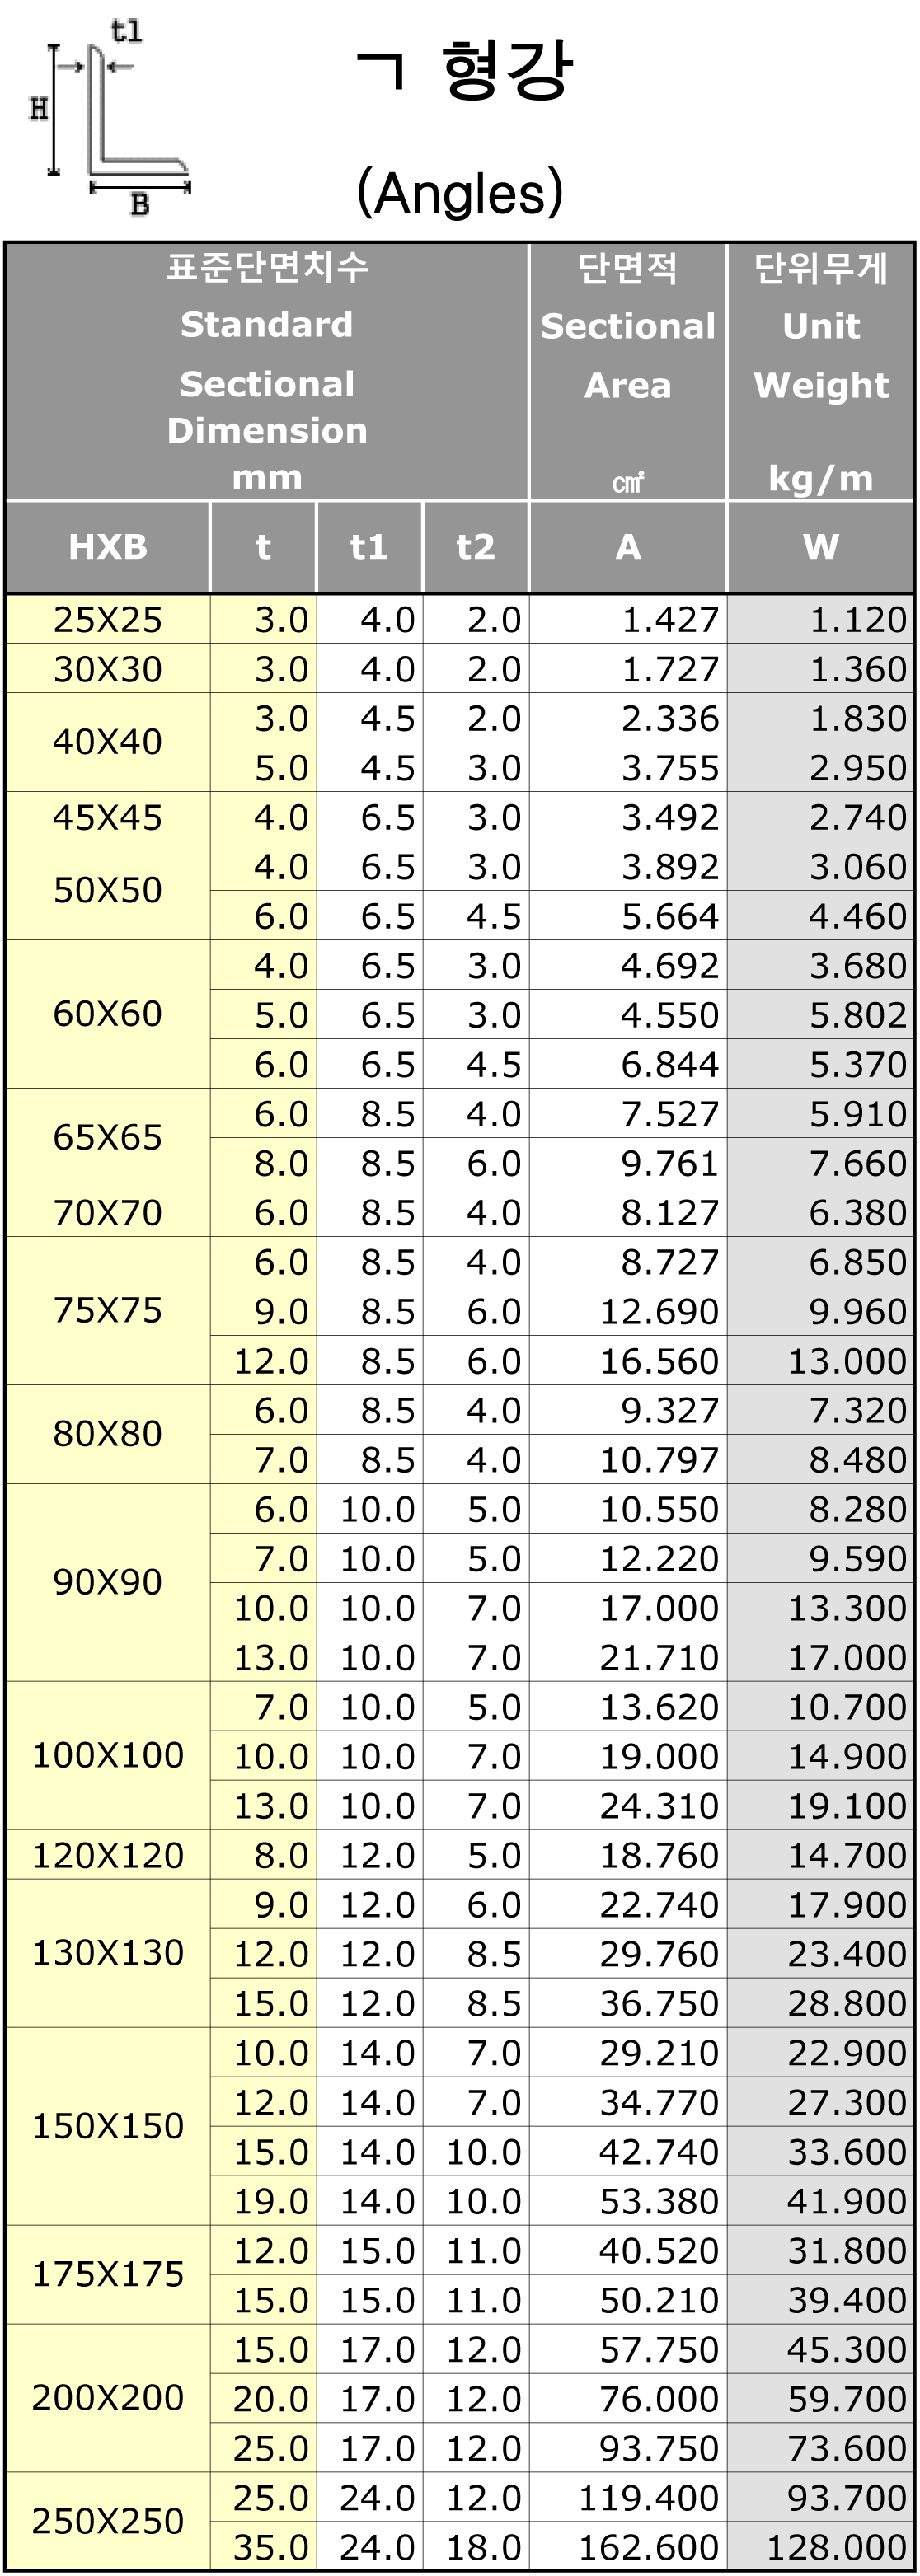 t1
H
B
ㄱ 형강
(Angles)
표준단면치수 단면적 단위무게
Standard Sectional Unit
Sectional Area Weight
Dimension
mm ㎠ kg/m
HXB t t1 t2 A W
25X25 3.0 4.0 2.0 1.427 1.120
30X30 3.0 4.0 2.0 1.727 1.360
40X40 3.0 4.5 2.0 2.336 1.830
5.0 4.5 3.0 3.755 2.950
45X45 4.0 6.5 3.0 3.492 2.740
50X50 4.0 6.5 3.0 3.892 3.060
6.0 6.5 4.5 5.664 4.460
60X60 4.0 6.5 3.0 4.692 3.680
5.0 6.5 3.0 4.550 5.802
6.0 6.5 4.5 6.844 5.370
65X65 6.0 8.5 4.0 7.527 5.910
8.0 8.5 6.0 9.761 7.660
70X70 6.0 8.5 4.0 8.127 6.380
75X75 6.0 8.5 4.0 8.727 6.850
9.0 8.5 6.0 12.690 9.960
12.0 8.5 6.0 16.560 13.000
80X80 6.0 8.5 4.0 9.327 7.320
7.0 8.5 4.0 10.797 8.480
90X90 6.0 10.0 5.0 10.550 8.280
7.0 10.0 5.0 12.220 9.590
10.0 10.0 7.0 17.000 13.300
13.0 10.0 7.0 21.710 17.000
100X100 7.0 10.0 5.0 13.620 10.700
10.0 10.0 7.0 19.000 14.900
13.0 10.0 7.0 24.310 19.100
120X120 8.0 12.0 5.0 18.760 14.700
130X130 9.0 12.0 6.0 22.740 17.900
12.0 12.0 8.5 29.760 23.400
15.0 12.0 8.5 36.750 28.800
150X150 10.0 14.0 7.0 29.210 22.900
12.0 14.0 7.0 34.770 27.300
15.0 14.0 10.0 42.740 33.600
19.0 14.0 10.0 53.380 41.900
175X175 12.0 15.0 11.0 40.520 31.800
15.0 15.0 11.0 50.210 39.400
200X200 15.0 17.0 12.0 57.750 45.300
20.0 17.0 12.0 76.000 59.700
25.0 17.0 12.0 93.750 73.600
250X250 25.0 24.0 12.0 119.400 93.700
35.0 24.0 18.0 162.600 128.000